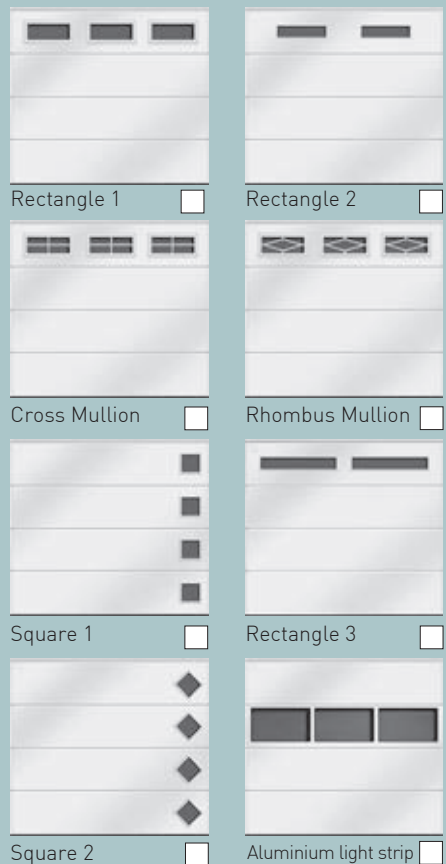 Rectangle 1
Rectangle 2
Cross Mullion
Rhombus Mullion
Square 1
Rectangle 3
Square 2
Aluminium light strip